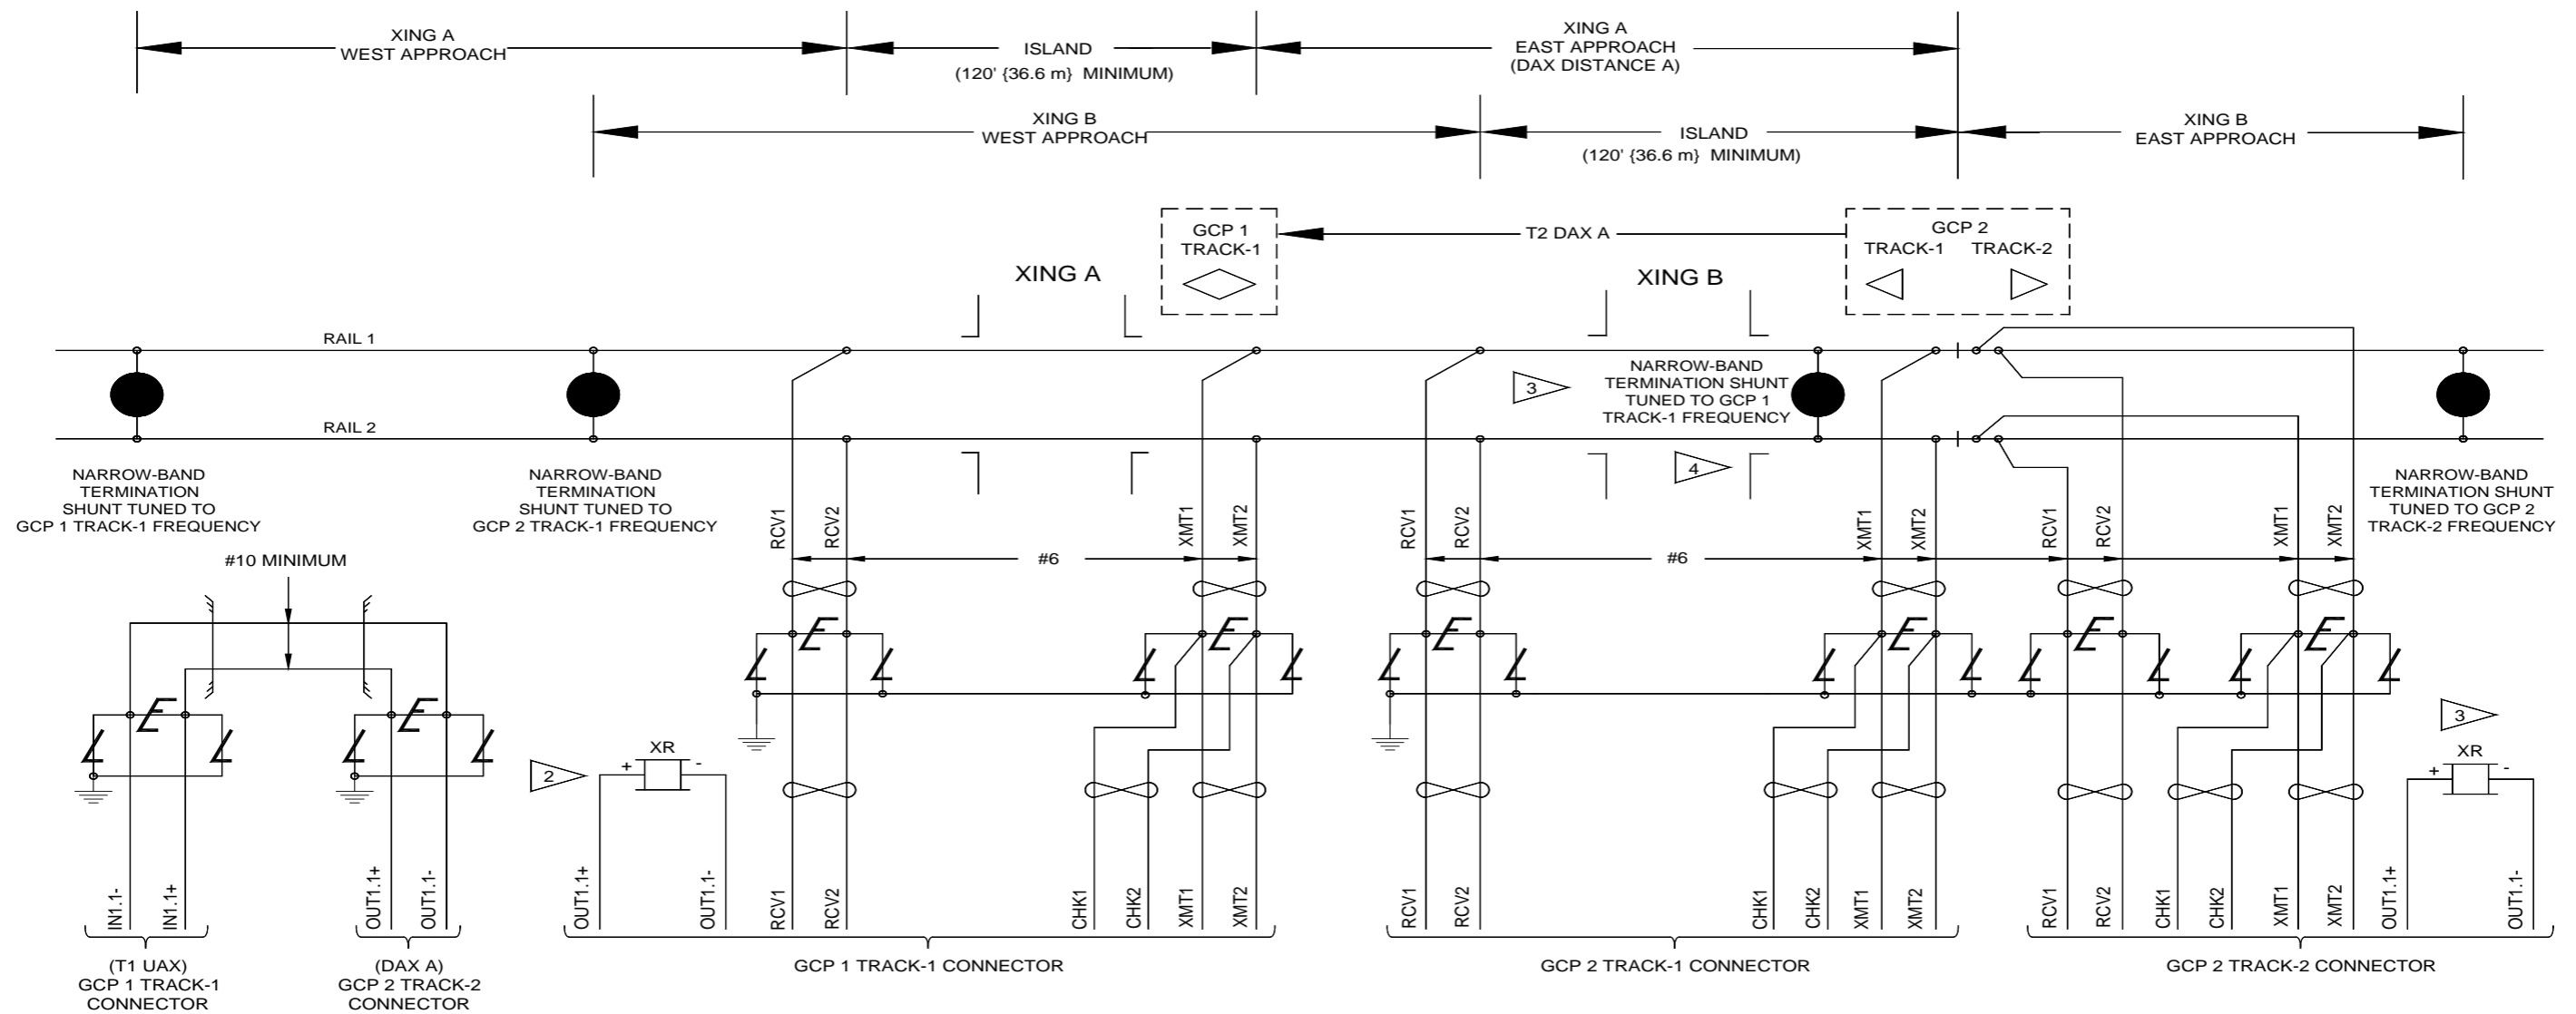 XING A
WEST APPROACH
ISLAND
(120' {36.6 m} MINIMUM)
XING A
EAST APPROACH
(DAX DISTANCE A)
XING B
WEST APPROACH
ISLAND
(120' {36.6 m} MINIMUM)
XING B
EAST APPROACH
GCP 1
TRACK-1
T2 DAX A
GCP 2
TRACK-1 TRACK-2
XING A
XING B
RAIL 1
RAIL 2
3
NARROW-BAND
TERMINATION SHUNT
TUNED TO GCP 1
TRACK-1 FREQUENCY
4
NARROW-BAND
TERMINATION
SHUNT TUNED TO
GCP 1 TRACK-1 FREQUENCY
NARROW-BAND
TERMINATION
SHUNT TUNED TO
GCP 2 TRACK-1 FREQUENCY
NARROW-BAND
TERMINATION SHUNT
TUNED TO GCP 2
TRACK-2 FREQUENCY
RCV1
RCV2
XMT1
XMT2
RCV1
RCV2
XMT1
XMT2
RCV1
RCV2
XMT1
XMT2
#10 MINIMUM
#6
#6
2
XR
+ -
3
XR
+ -
IN1.1-
IN1.1+
OUT1.1+
OUT1.1-
OUT1.1+
OUT1.1-
RCV1
RCV2
CHK1
CHK2
XMT1
XMT2
RCV1
RCV2
CHK1
CHK2
XMT1
XMT2
RCV1
RCV2
CHK1
CHK2
XMT1
XMT2
OUT1.1+
OUT1.1-
(T1 UAX)
GCP 1 TRACK-1
CONNECTOR
(DAX A)
GCP 2 TRACK-2
CONNECTOR
GCP 1 TRACK-1 CONNECTOR
GCP 2 TRACK-1 CONNECTOR
GCP 2 TRACK-2 CONNECTOR